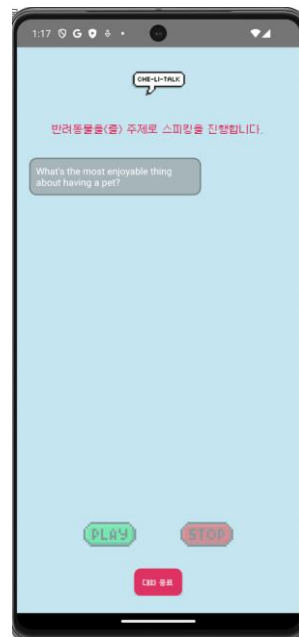 1:17
CHE-LI-TALK
반려동물을(를) 주제로 스피킹을 진행합니다.
What's the most enjoyable thing
about having a pet?
PLAY STOP
대화 종료